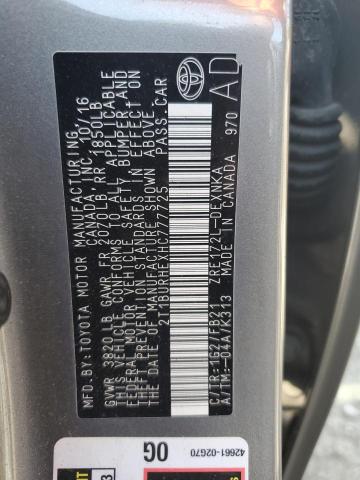 MFD.BY:TOYOTA MOTOR MANUFACTURING
CANADA, INC. 10/16
GVWR 3820LB GAWR FR 2070LB RR 1850LB
THIS VEHICLE CONFORMS TO ALL APPLICABLE
FEDERAL MOTOR VEHICLE SAFETY, BUMPER, AND
THEFT PREVENTION STANDARDS IN EFFECT ON
THE DATE OF MANUFACTURE SHOWN ABOVE.
2T1BURHEXHC777725 PASS.CAR
C/TR:1G2/FB21 ZRE172L-DEXNKA
A/TM:-04A/K313 MADE IN CANADA 970
AD
TOYOTA
42661-02G70
0G